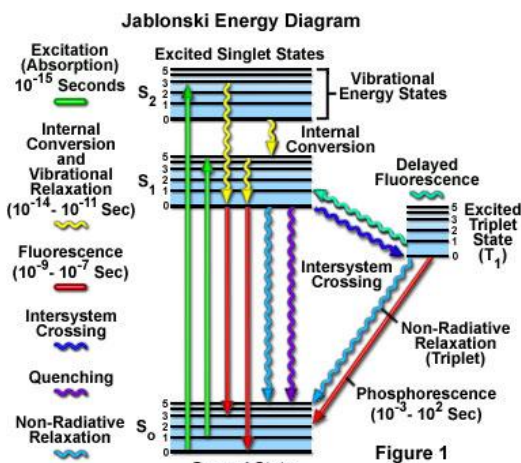 Jablonski Energy Diagram
Excitation
(Absorption)
10-15 Seconds
Internal
Conversion
and
Vibrational
Relaxation
(10-14 - 10-11 Sec)
Fluorescence
(10-9 - 10-7 Sec)
Intersystem
Crossing
Quenching
Non-Radiative
Relaxation
Excited Singlet States
S2
5
4
3
2
1
0
Vibrational
Energy States
Internal
Conversion
S1
5
4
3
2
1
0
Delayed
Fluorescence
5
4
3
2
1
0
Excited
Triplet
State
(T1)
Intersystem
Crossing
Non-Radiative
Relaxation
(Triplet)
Phosphorescence
(10-3 - 102 Sec)
So
5
4
3
2
1
0
Figure 1